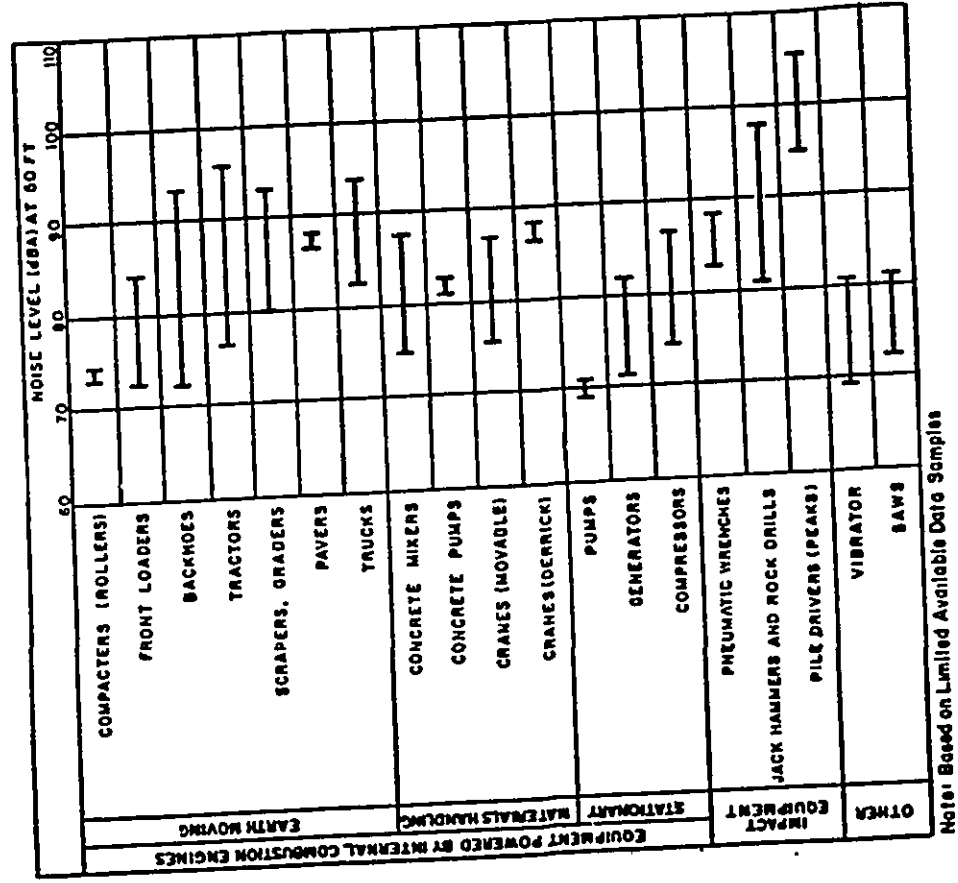 NOISE LEVEL (dBA) AT 60 FT
60 70 80 90 100 110
EQUIPMENT POWERED BY INTERNAL COMBUSTION ENGINES
EARTH MOVING
COMPACTERS (ROLLERS)
FRONT LOADERS
BACKHOES
TRACTORS
SCRAPERS, GRADERS
PAVERS
TRUCKS
MATERIALS HANDLING
CONCRETE MIXERS
CONCRETE PUMPS
CRANES (MOVABLE)
CRANES (DERRICK)
STATIONARY
PUMPS
GENERATORS
COMPRESSORS
IMPACT
EQUIPMENT
PNEUMATIC WRENCHES
JACK HAMMERS AND ROCK DRILLS
PILE DRIVERS (PEAKS)
OTHER
VIBRATOR
SAWS
Note: Based on Limited Available Data Samples